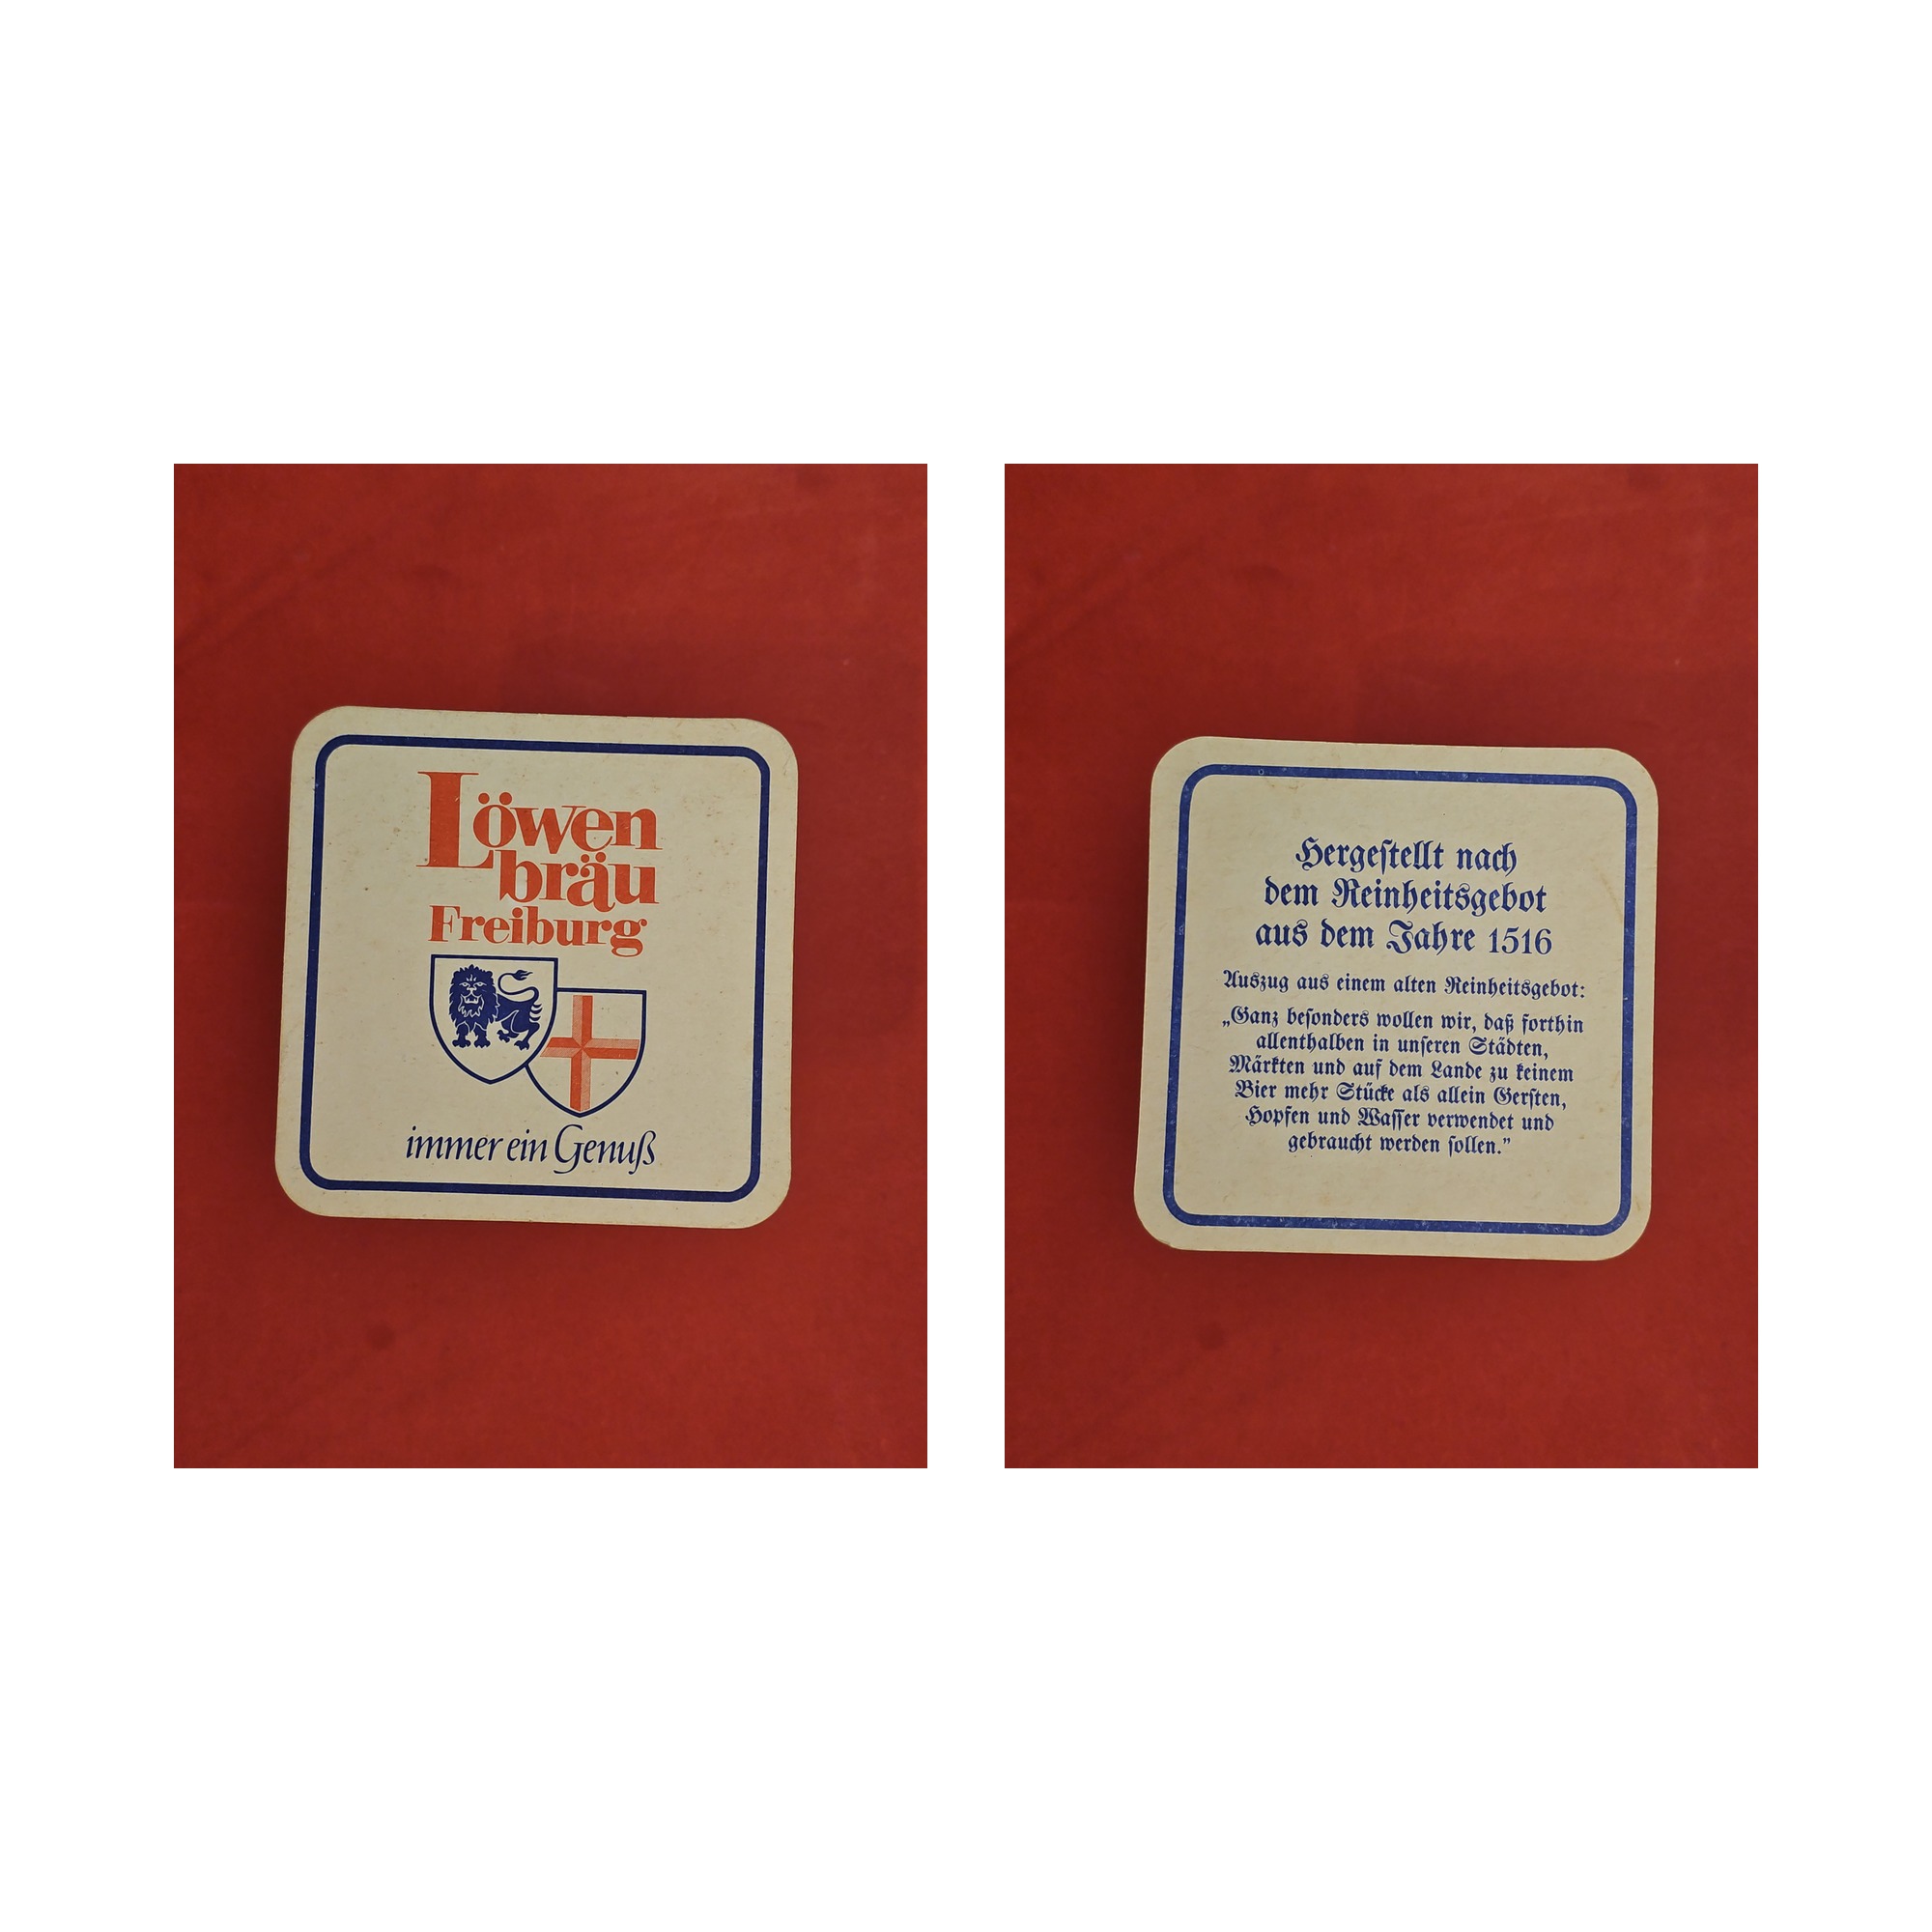 Löwen
bräu
Freiburg
immer ein Genuß
Hergestellt nach
dem Reinheitsgebot
aus dem Jahre 1516
Auszug aus einem alten Reinheitsgebot:
„Ganz besonders wollen wir, daß forthin
allenthalben in unseren Städten,
Märkten und auf dem Lande zu keinem
Bier mehr Stücke als allein Gersten,
Hopfen und Wasser verwendet und
gebraucht werden sollen.”